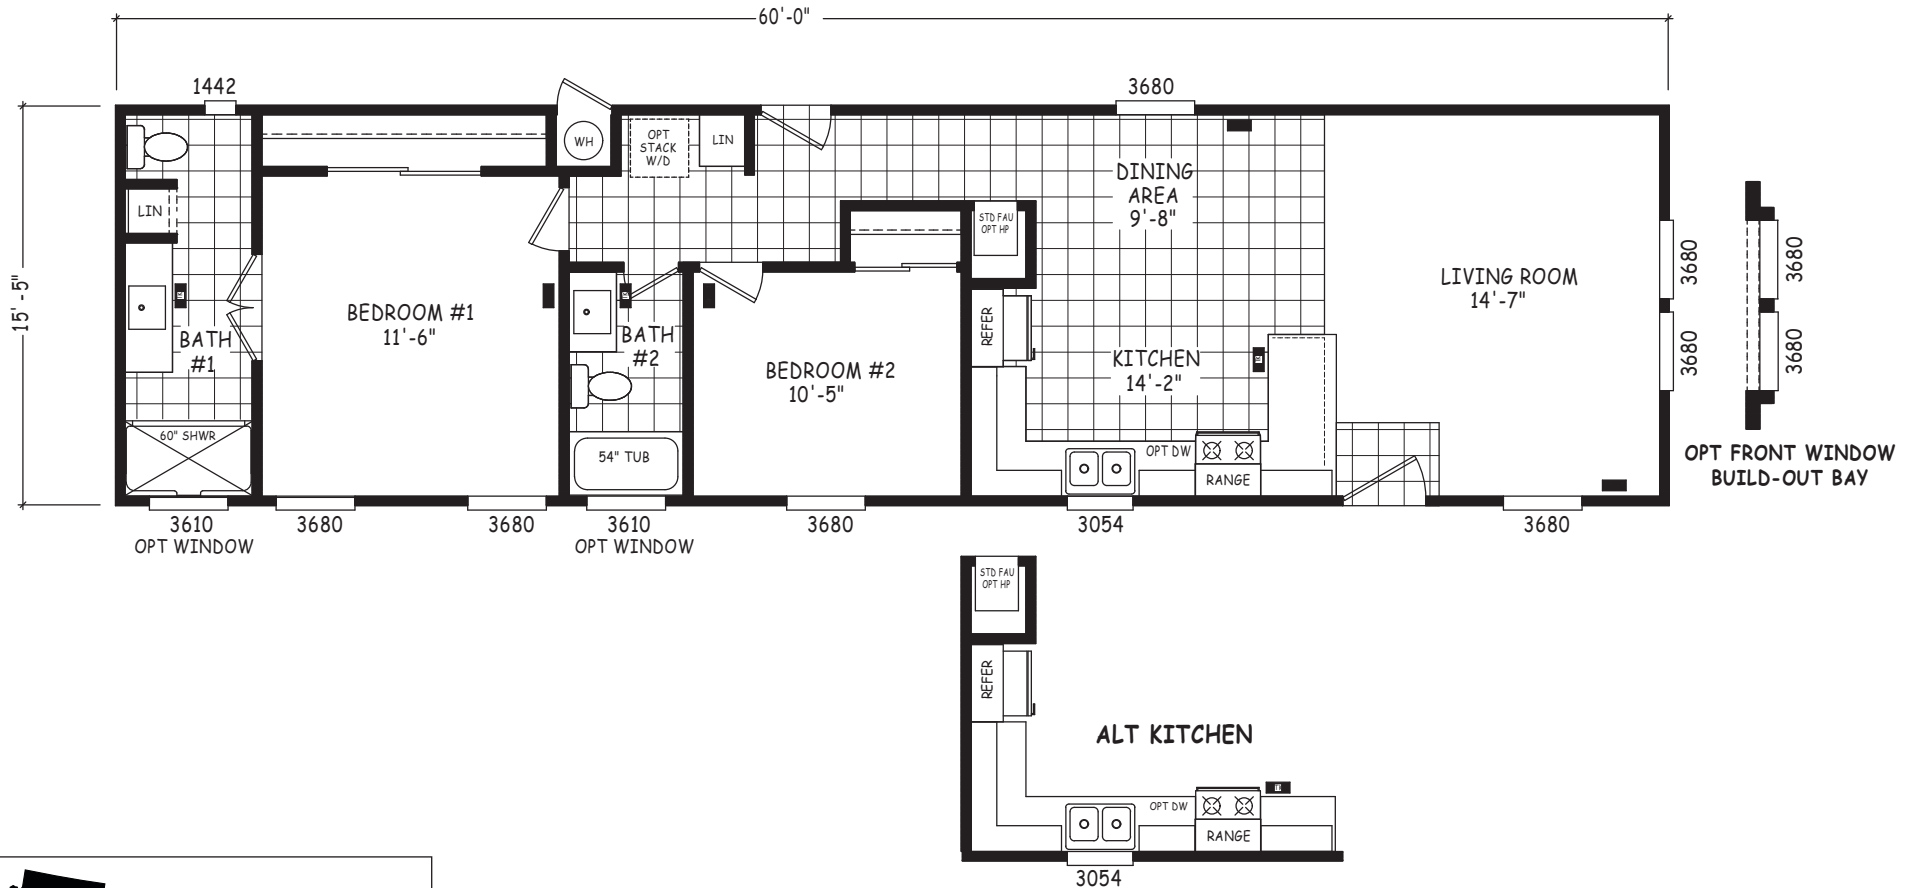 60'-0"
1442
3680
15'-5"
WH
OPT
STACK
W/D
LIN
LIN
DINING
AREA
9'-8"
STD FAU
OPT HP
LIVING ROOM
14'-7"
3680
3680
3680
3680
BEDROOM #1
11'-6"
BATH
#1
BATH
#2
REFER
KITCHEN
14'-2"
BEDROOM #2
10'-5"
60" SHWR
54" TUB
OPT DW
RANGE
OPT FRONT WINDOW
BUILD-OUT BAY
3610
OPT WINDOW
3680
3680
3610
OPT WINDOW
3680
3054
3680
STD FAU
OPT HP
REFER
ALT KITCHEN
OPT DW
RANGE
3054